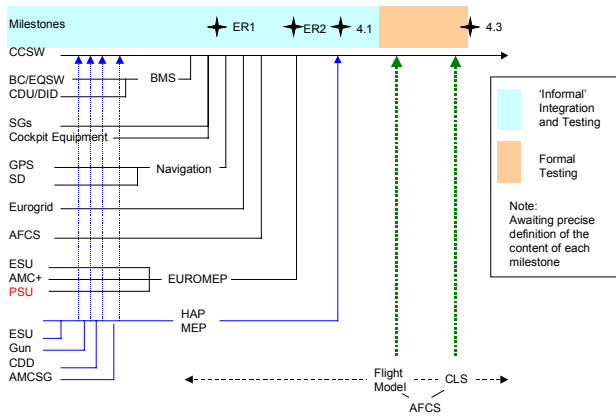 Milestones
ER1
ER2
4.1
4.3
CCSW
BC/EQSW
CDU/DID
BMS
SGs
Cockpit Equipment
GPS
SD
Navigation
Eurogrid
AFCS
ESU
AMC+
PSU
EUROMEP
HAP
MEP
ESU
Gun
CDD
AMCSG
Flight
Model
CLS
AFCS
'Informal'
Integration
and Testing
Formal
Testing
Note:
Awaiting precise
definition of the
content of each
milestone